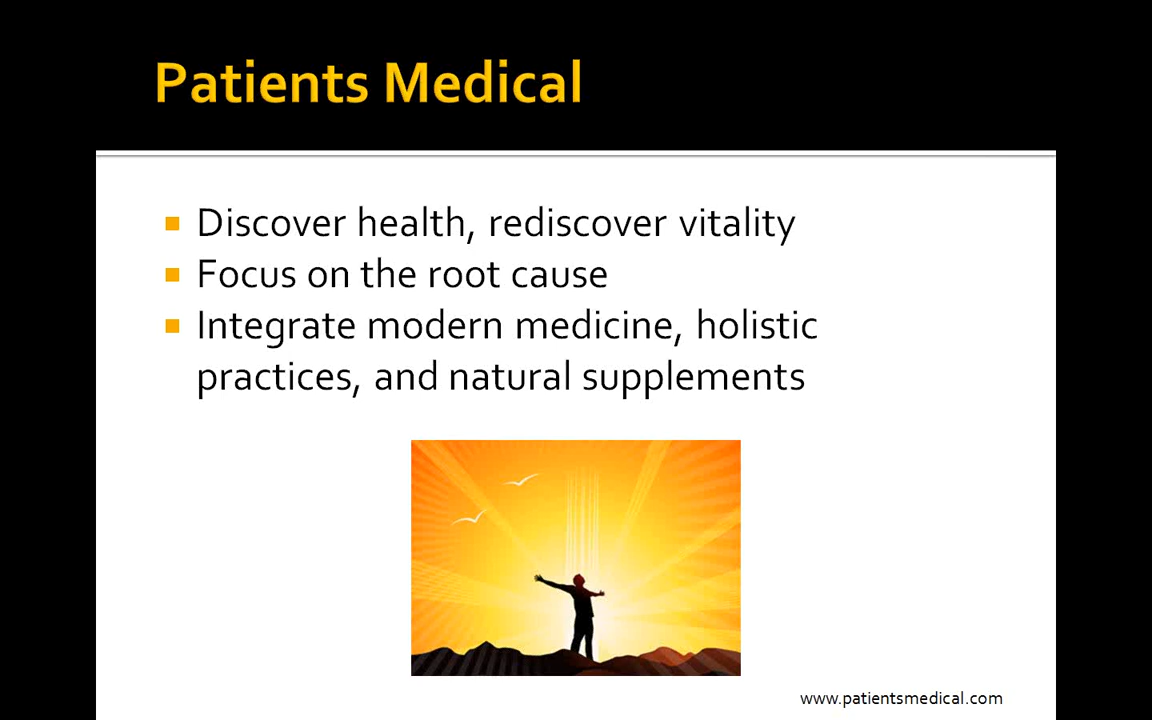 Patients Medical
Discover health, rediscover vitality
Focus on the root cause
Integrate modern medicine, holistic
practices, and natural supplements
www.patientsmedical.com